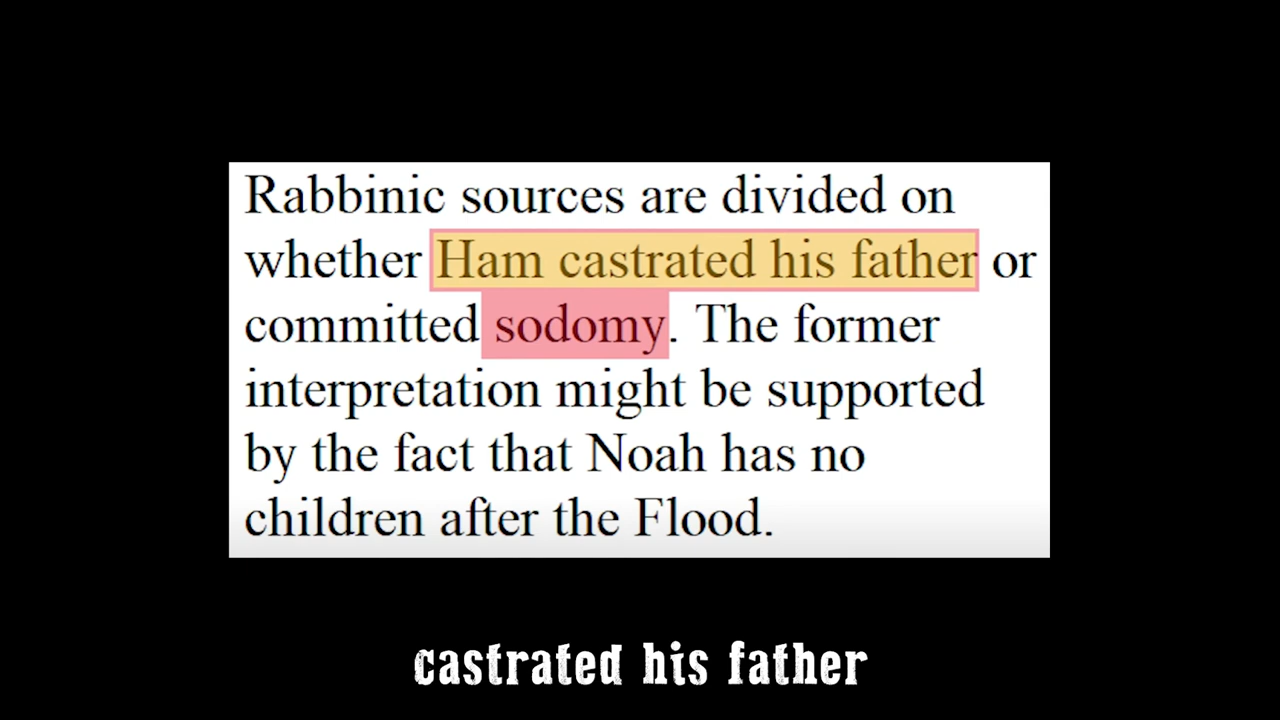 Rabbinic sources are divided on
whether Ham castrated his father or
committed sodomy. The former
interpretation might be supported
by the fact that Noah has no
children after the Flood.
castrated his father